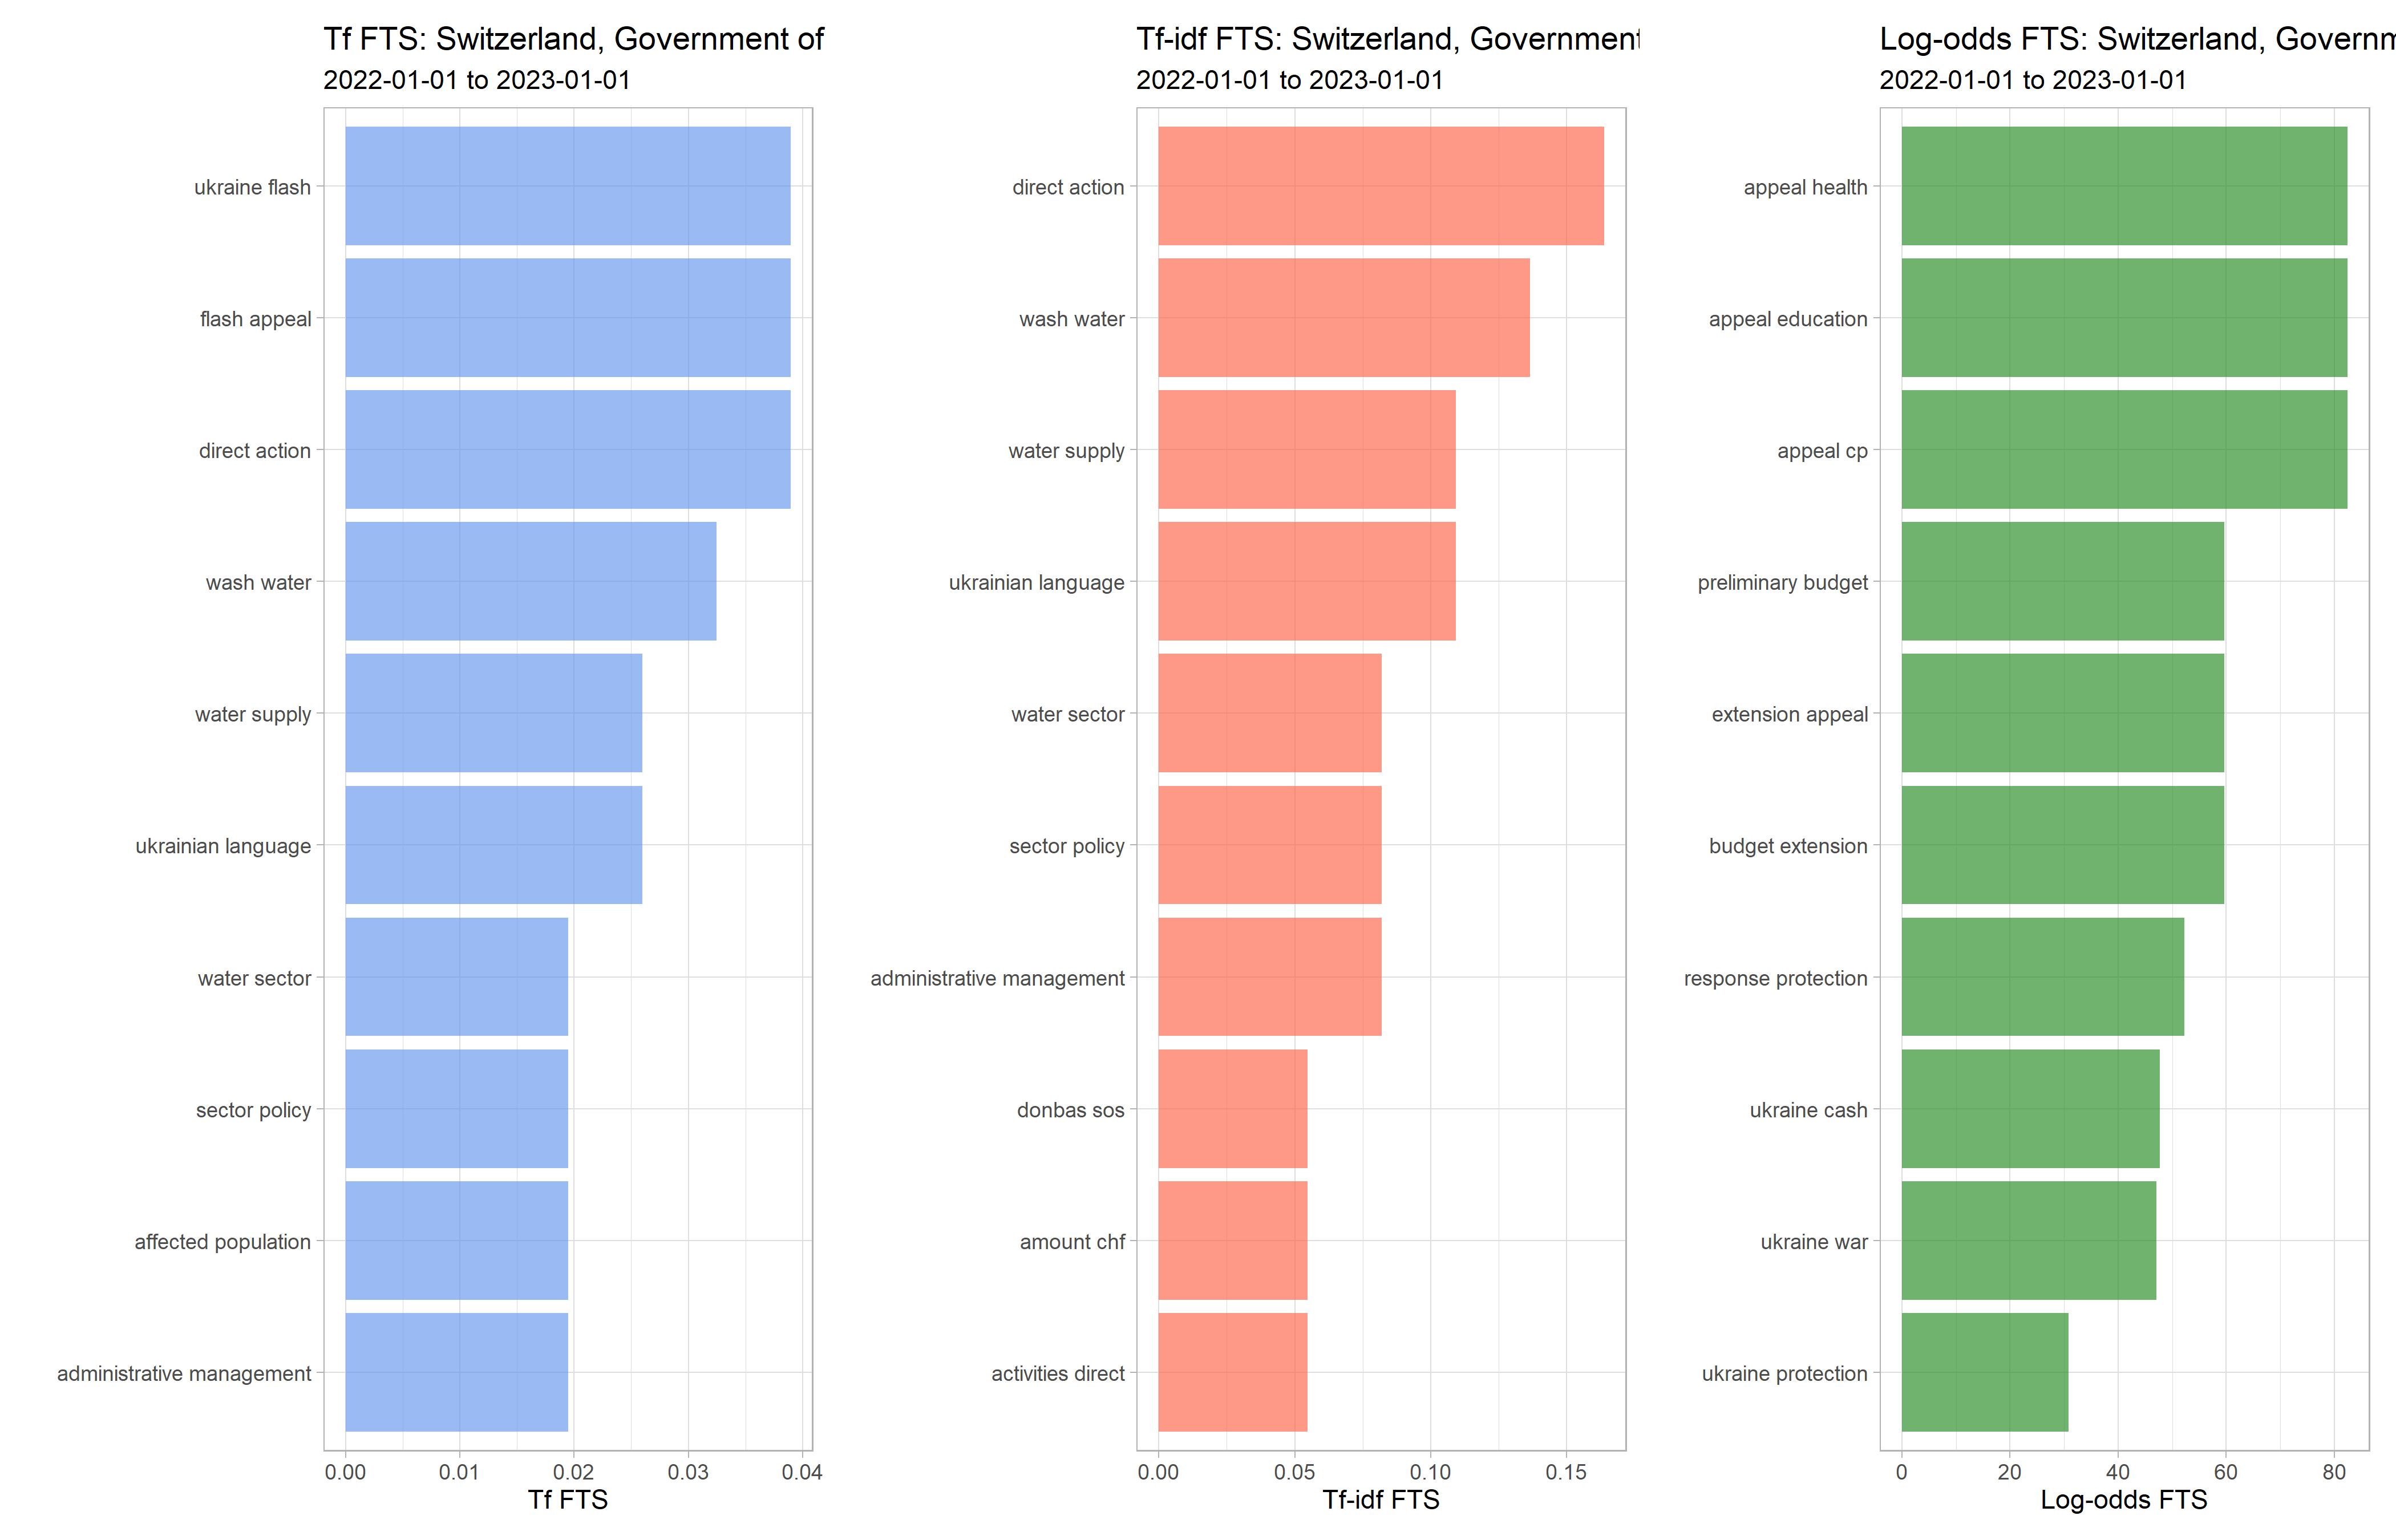 Tf FTS: Switzerland, Government of
2022-01-01 to 2023-01-01
ukraine flash
flash appeal
direct action
wash water
water supply
ukrainian language
water sector
sector policy
affected population
administrative management
0.00 0.01 0.02 0.03 0.04
Tf FTS
Tf-idf FTS: Switzerland, Government
2022-01-01 to 2023-01-01
direct action
wash water
water supply
ukrainian language
water sector
sector policy
administrative management
donbas sos
amount chf
activities direct
0.00 0.05 0.10 0.15
Tf-idf FTS
Log-odds FTS: Switzerland, Governm
2022-01-01 to 2023-01-01
appeal health
appeal education
appeal cp
preliminary budget
extension appeal
budget extension
response protection
ukraine cash
ukraine war
ukraine protection
0 20 40 60 80
Log-odds FTS